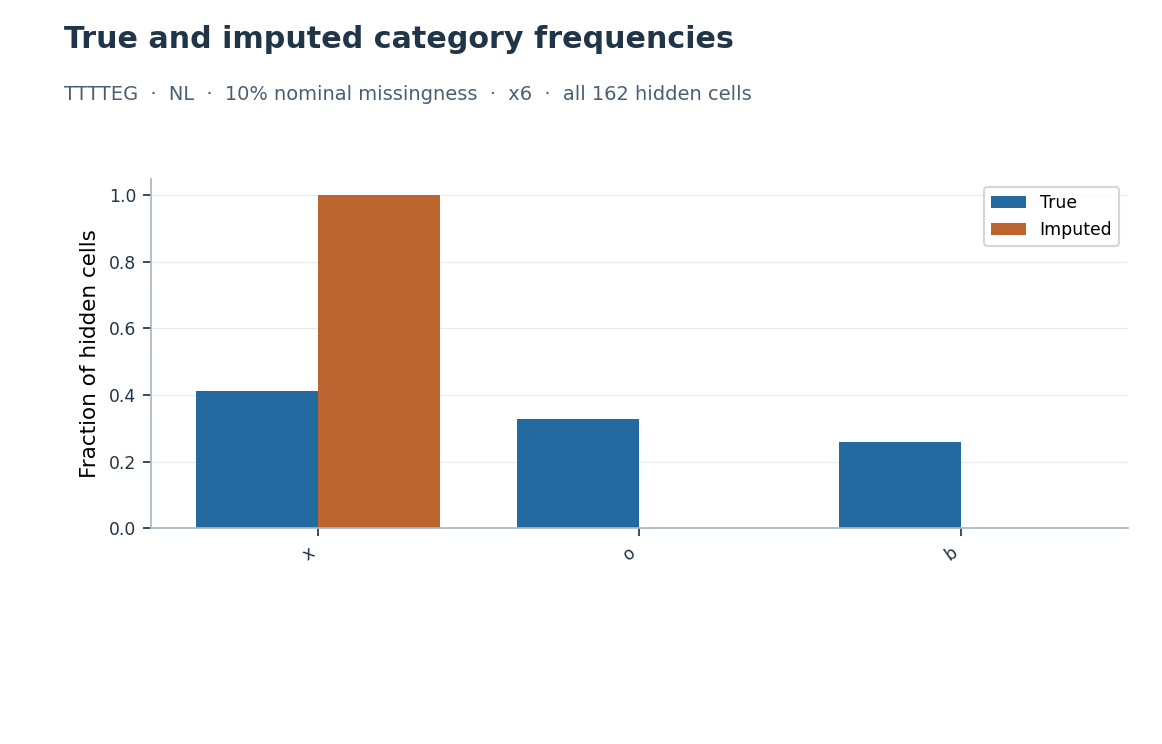 True and imputed category frequencies
TTTTEG · NL · 10% nominal missingness · x6 · all 162 hidden cells
True
Imputed
Fraction of hidden cells
1.0
0.8
0.6
0.4
0.2
0.0
x
o
b